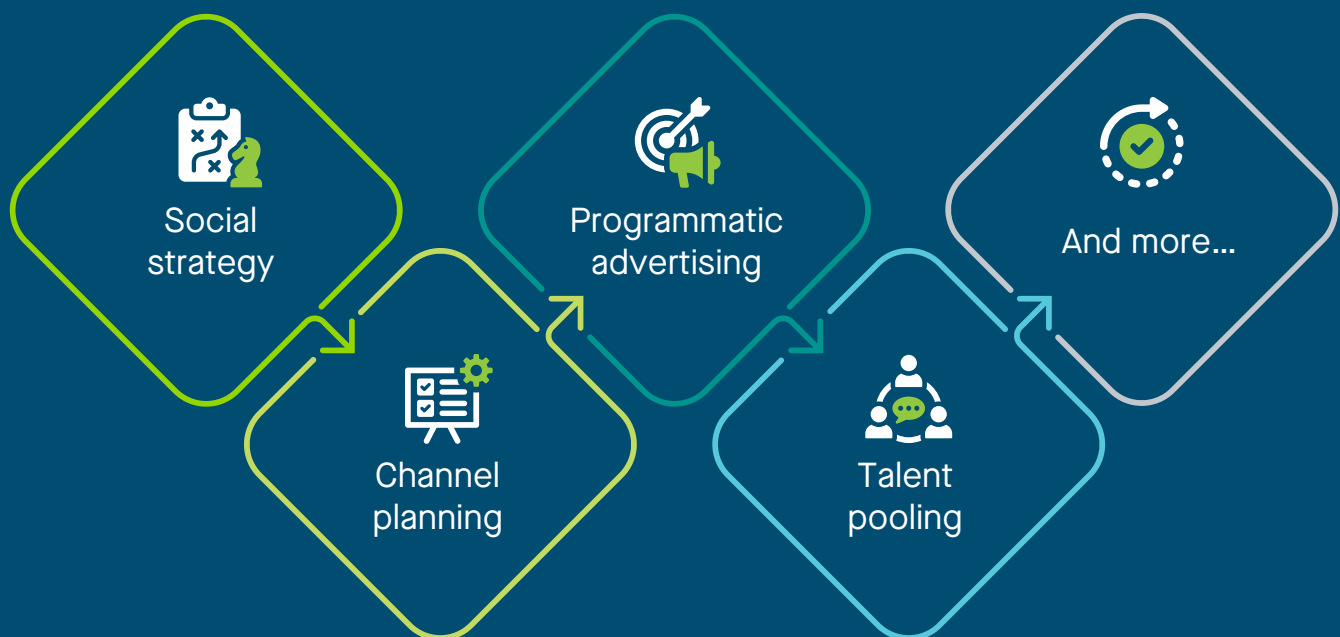 Social
strategy
Channel
planning
Programmatic
advertising
Talent
pooling
And more...